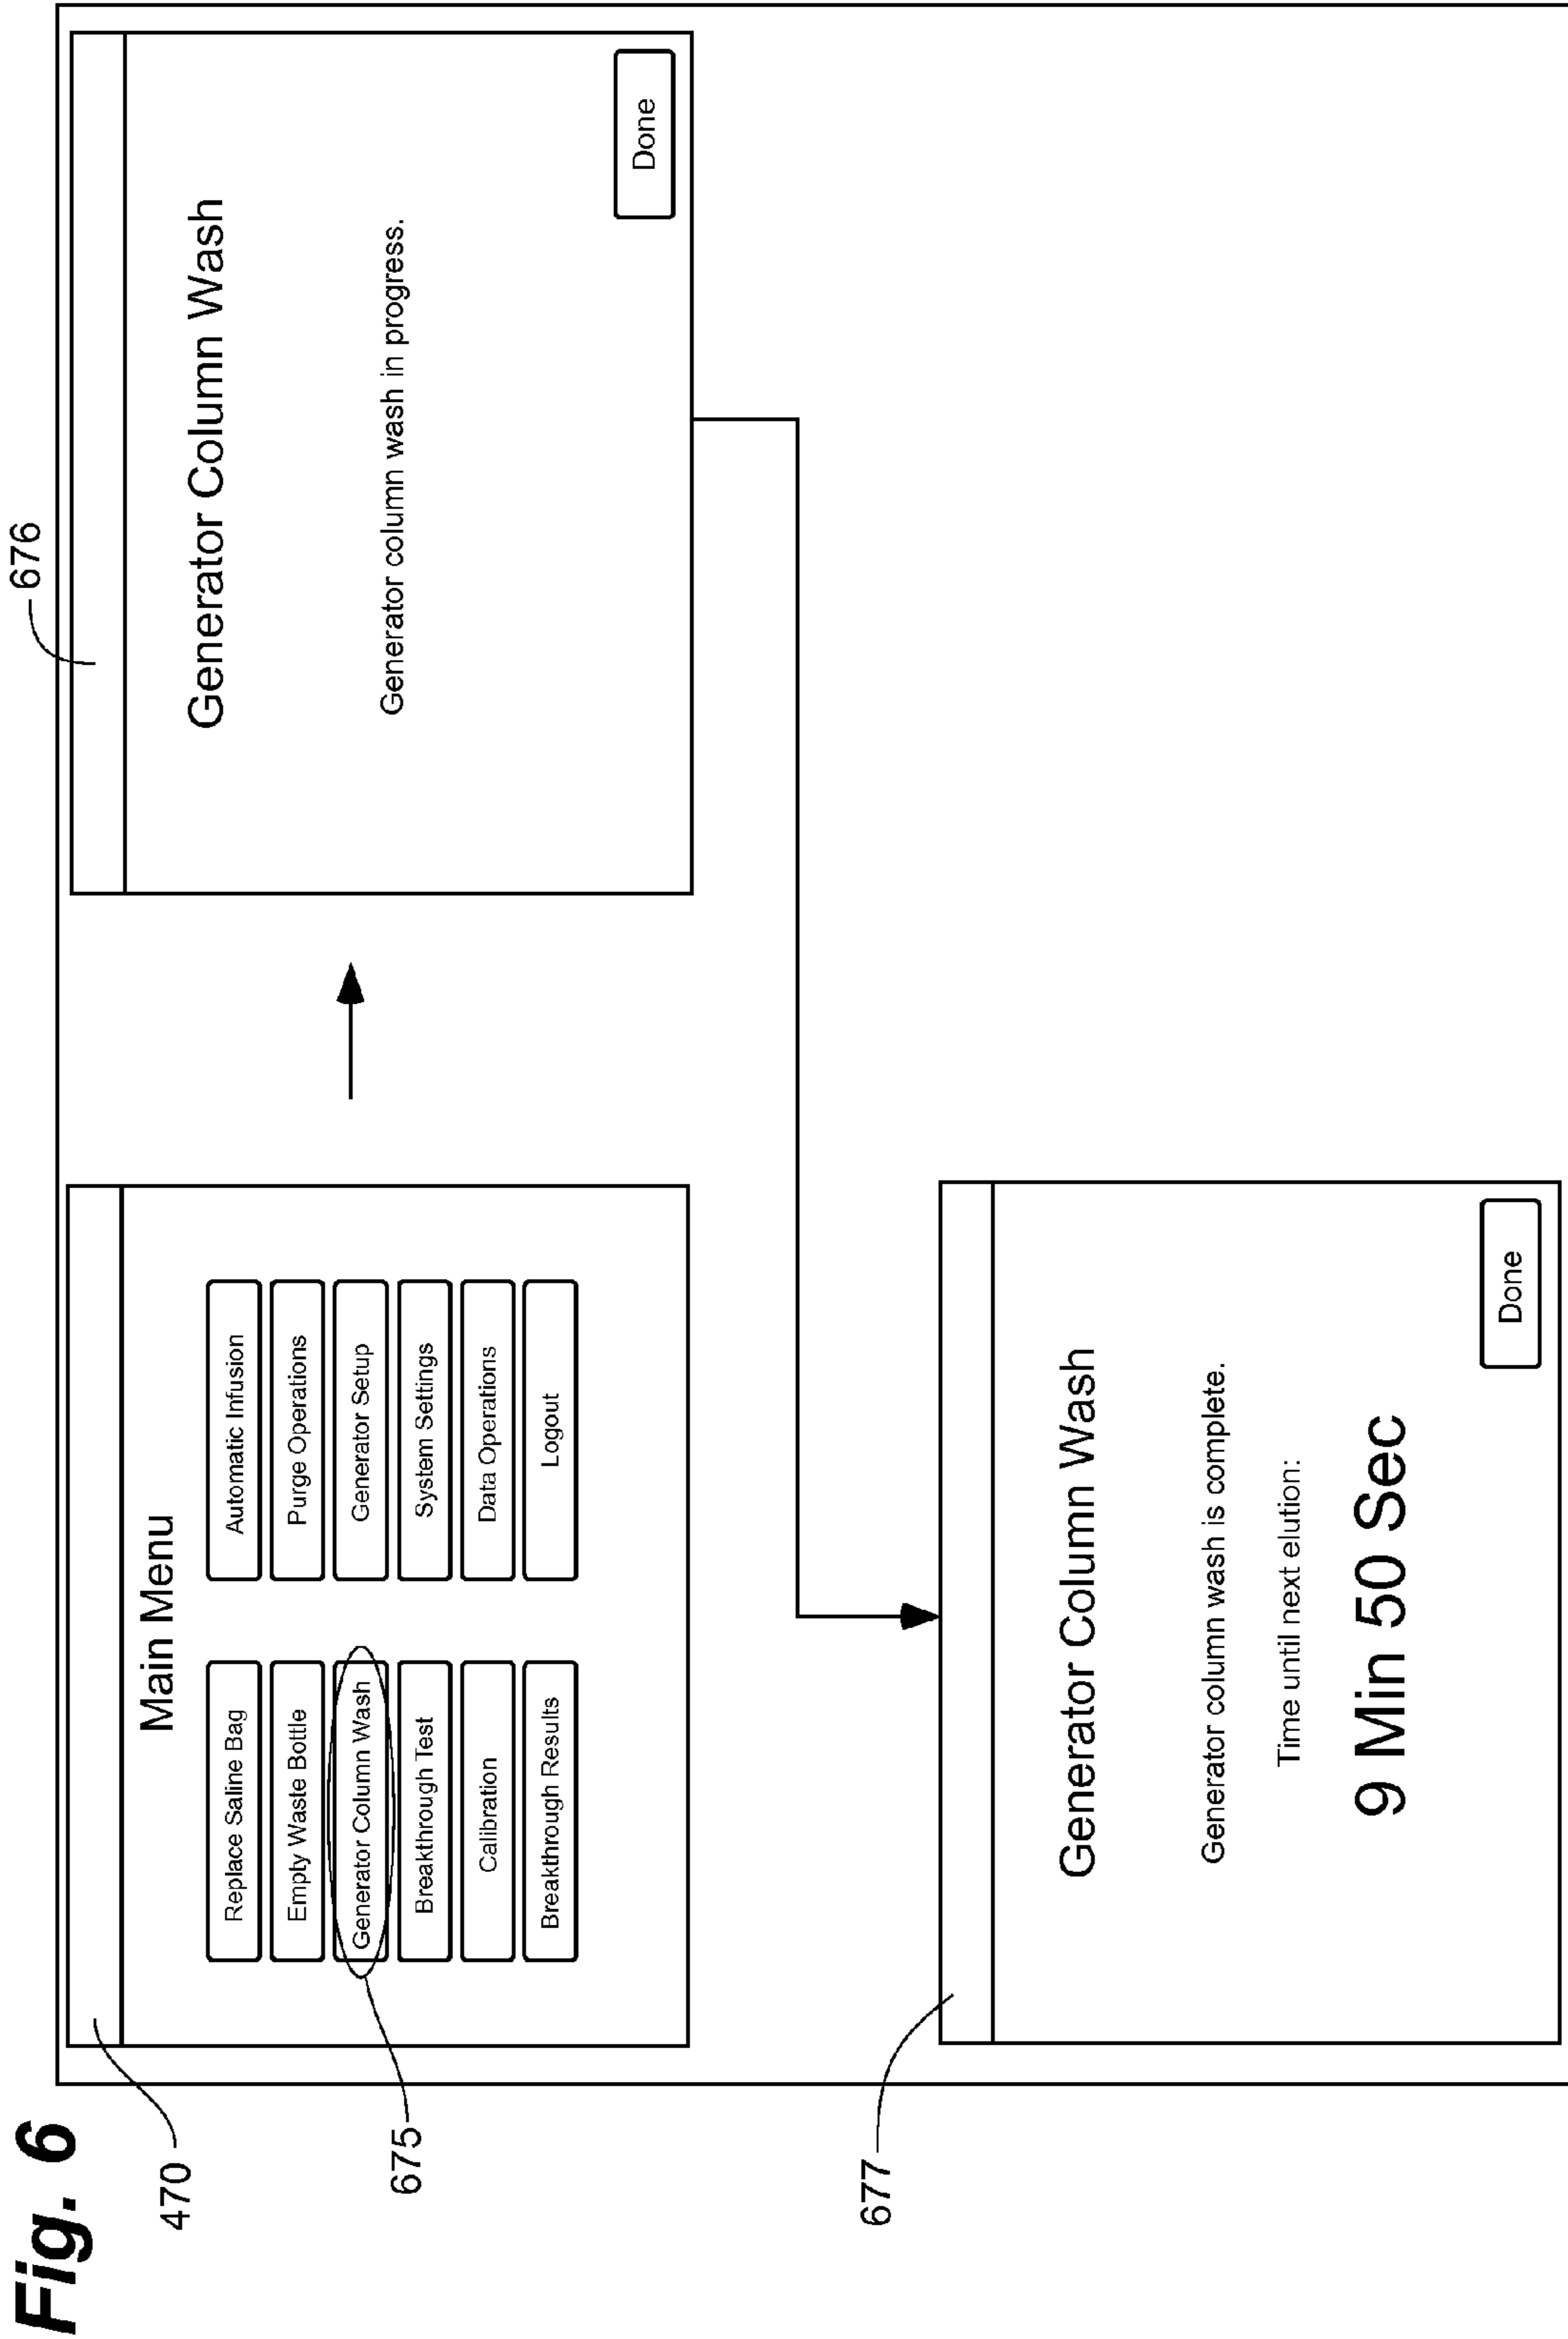 Fig. 6
470
Main Menu
Replace Saline Bag
Empty Waste Bottle
Generator Column Wash
Breakthrough Test
Calibration
Breakthrough Results
Automatic Infusion
Purge Operations
Generator Setup
System Settings
Data Operations
Logout
675
676
Generator Column Wash
Generator column wash in progress.
Done
677
Generator Column Wash
Generator column wash is complete.
Time until next elution:
9 Min 50 Sec
Done